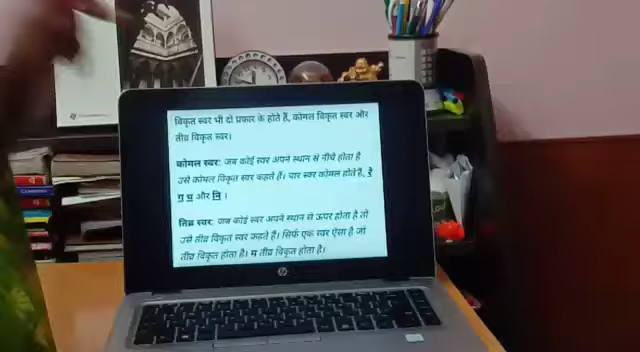 विकृत स्वर भी दो प्रकार के होते हैं, कोमल विकृत स्वर और
तीव्र विकृत स्वर।
कोमल स्वर: जब कोई स्वर अपने स्थान से नीचे होता है
उसे कोमल विकृत स्वर कहते हैं। चार स्वर कोमल होते हैं, रे
ग ध और नि ।
तिव्र स्वर: जब कोई स्वर अपने स्थान से ऊपर होता है तो
उसे तीव्र विकृत स्वर कहते हैं। सिर्फ एक स्वर ऐसा है जो
तीव्र विकृत होता है। म तीव्र विकृत होता है।
hp